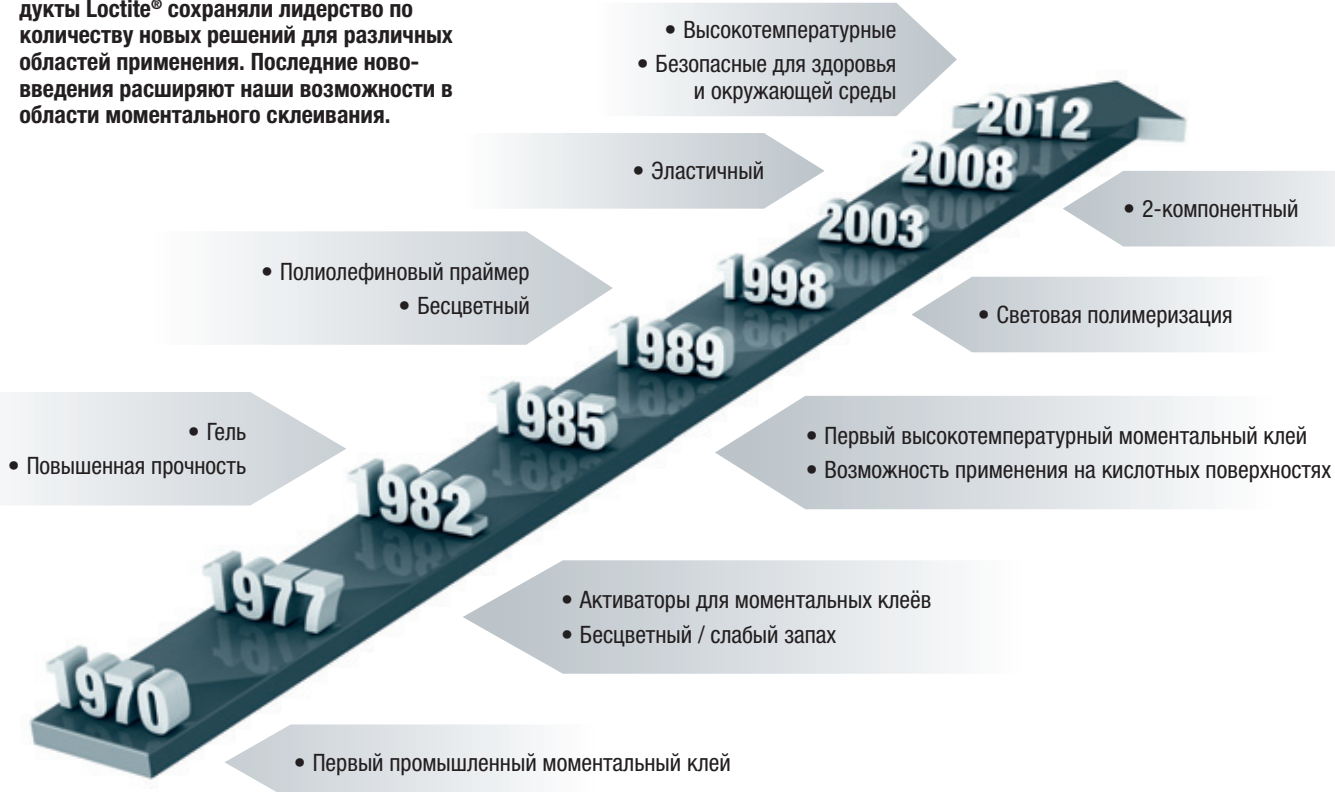 дукты Loctite® сохраняли лидерство по
количеству новых решений для различных
областей применения. Последние ново-
введения расширяют наши возможности в
области моментального склеивания.
• Высокотемпературные
• Безопасные для здоровья
и окружающей среды
2012
2008
• Эластичный
• 2-компонентный
2003
• Полиолефиновый праймер
• Бесцветный
1998
• Световая полимеризация
1989
1985
• Гель
• Повышенная прочность
• Первый высокотемпературный моментальный клей
• Возможность применения на кислотных поверхностях
1982
1977
• Активаторы для моментальных клеёв
• Бесцветный / слабый запах
1970
• Первый промышленный моментальный клей